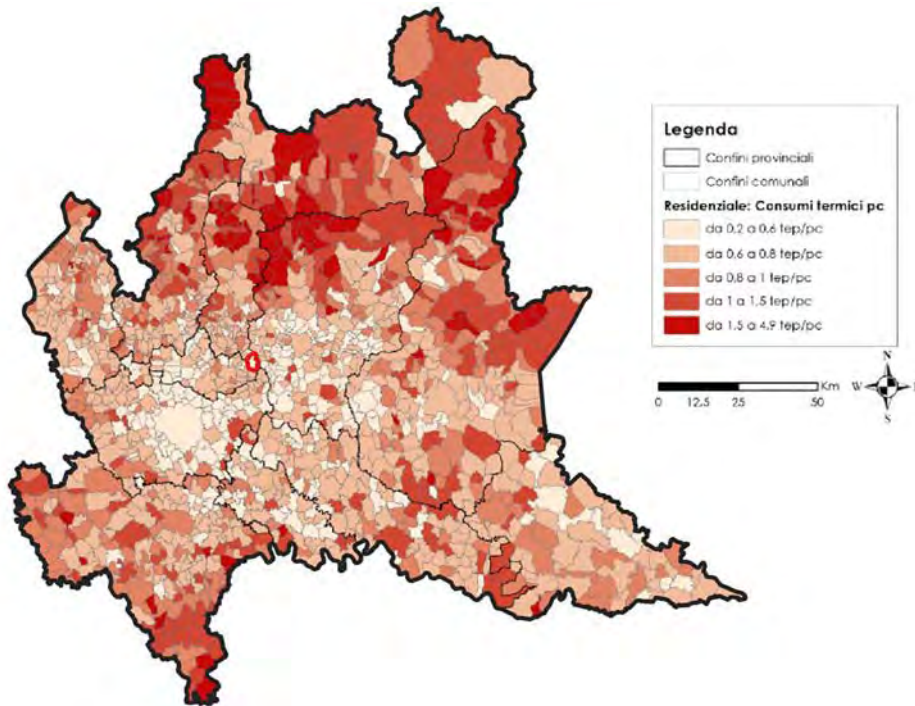 Legenda
Confini provinciali
Confini comunali
Residenziale: Consumi termici pc
da 0.2 a 0.6 tep/pc
da 0.6 a 0.8 tep/pc
da 0.8 a 1 tep/pc
da 1 a 1.5 tep/pc
da 1.5 a 4.9 tep/pc
N
Km
W
E
0 12.5 25 50
S